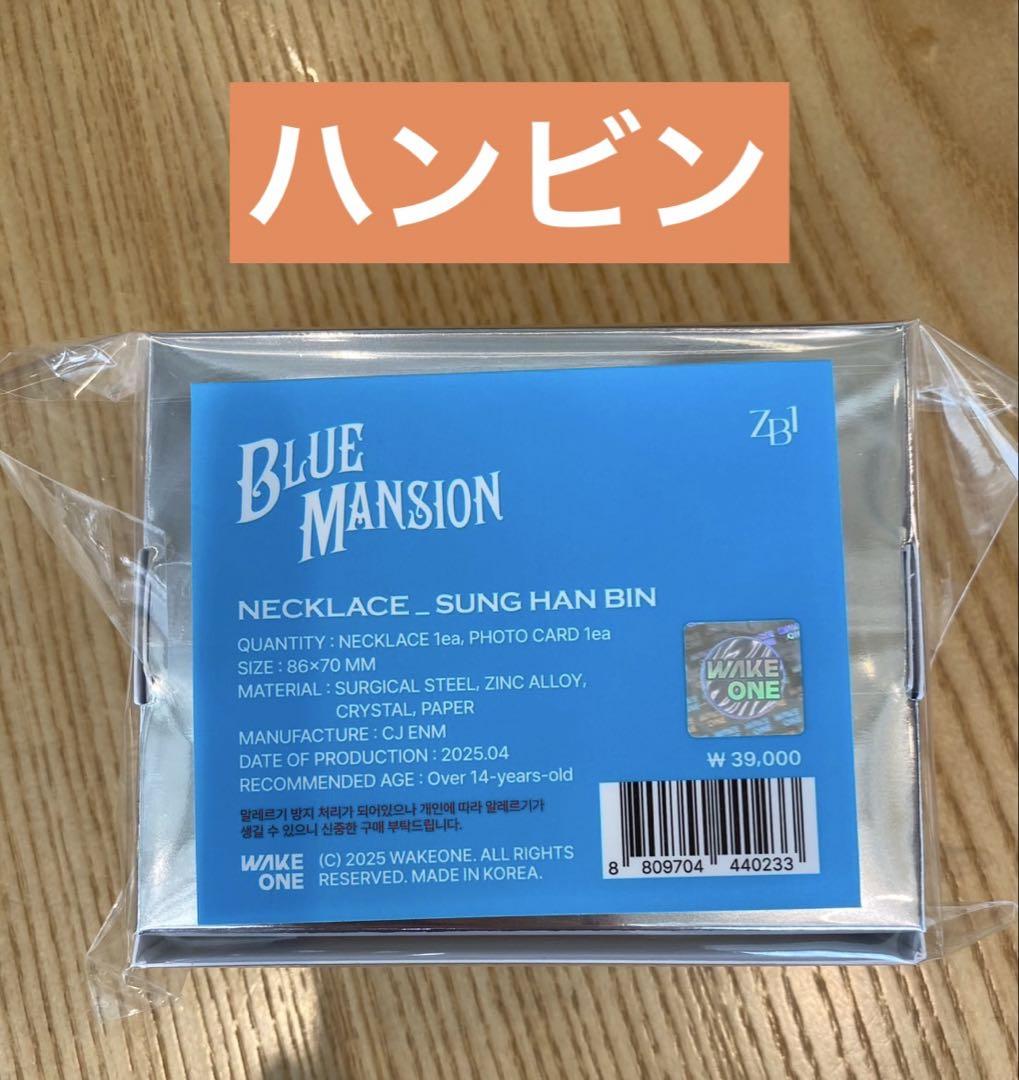 ハンビン
BLUE
MANSION
ZB1
NECKLACE _ SUNG HAN BIN
QUANTITY : NECKLACE 1ea, PHOTO CARD 1ea
SIZE : 86×70 MM
MATERIAL : SURGICAL STEEL, ZINC ALLOY,
CRYSTAL, PAPER
MANUFACTURE : CJ ENM
DATE OF PRODUCTION : 2025.04
RECOMMENDED AGE : Over 14-years-old
WAKE
ONE
₩ 39,000
알레르기 방지 처리가 되어있으나 개인에 따라 알레르기가
생길 수 있으니 신중한 구매 부탁드립니다.
WAKE
ONE
(C) 2025 WAKEONE. ALL RIGHTS
RESERVED. MADE IN KOREA.
8 809704 440233